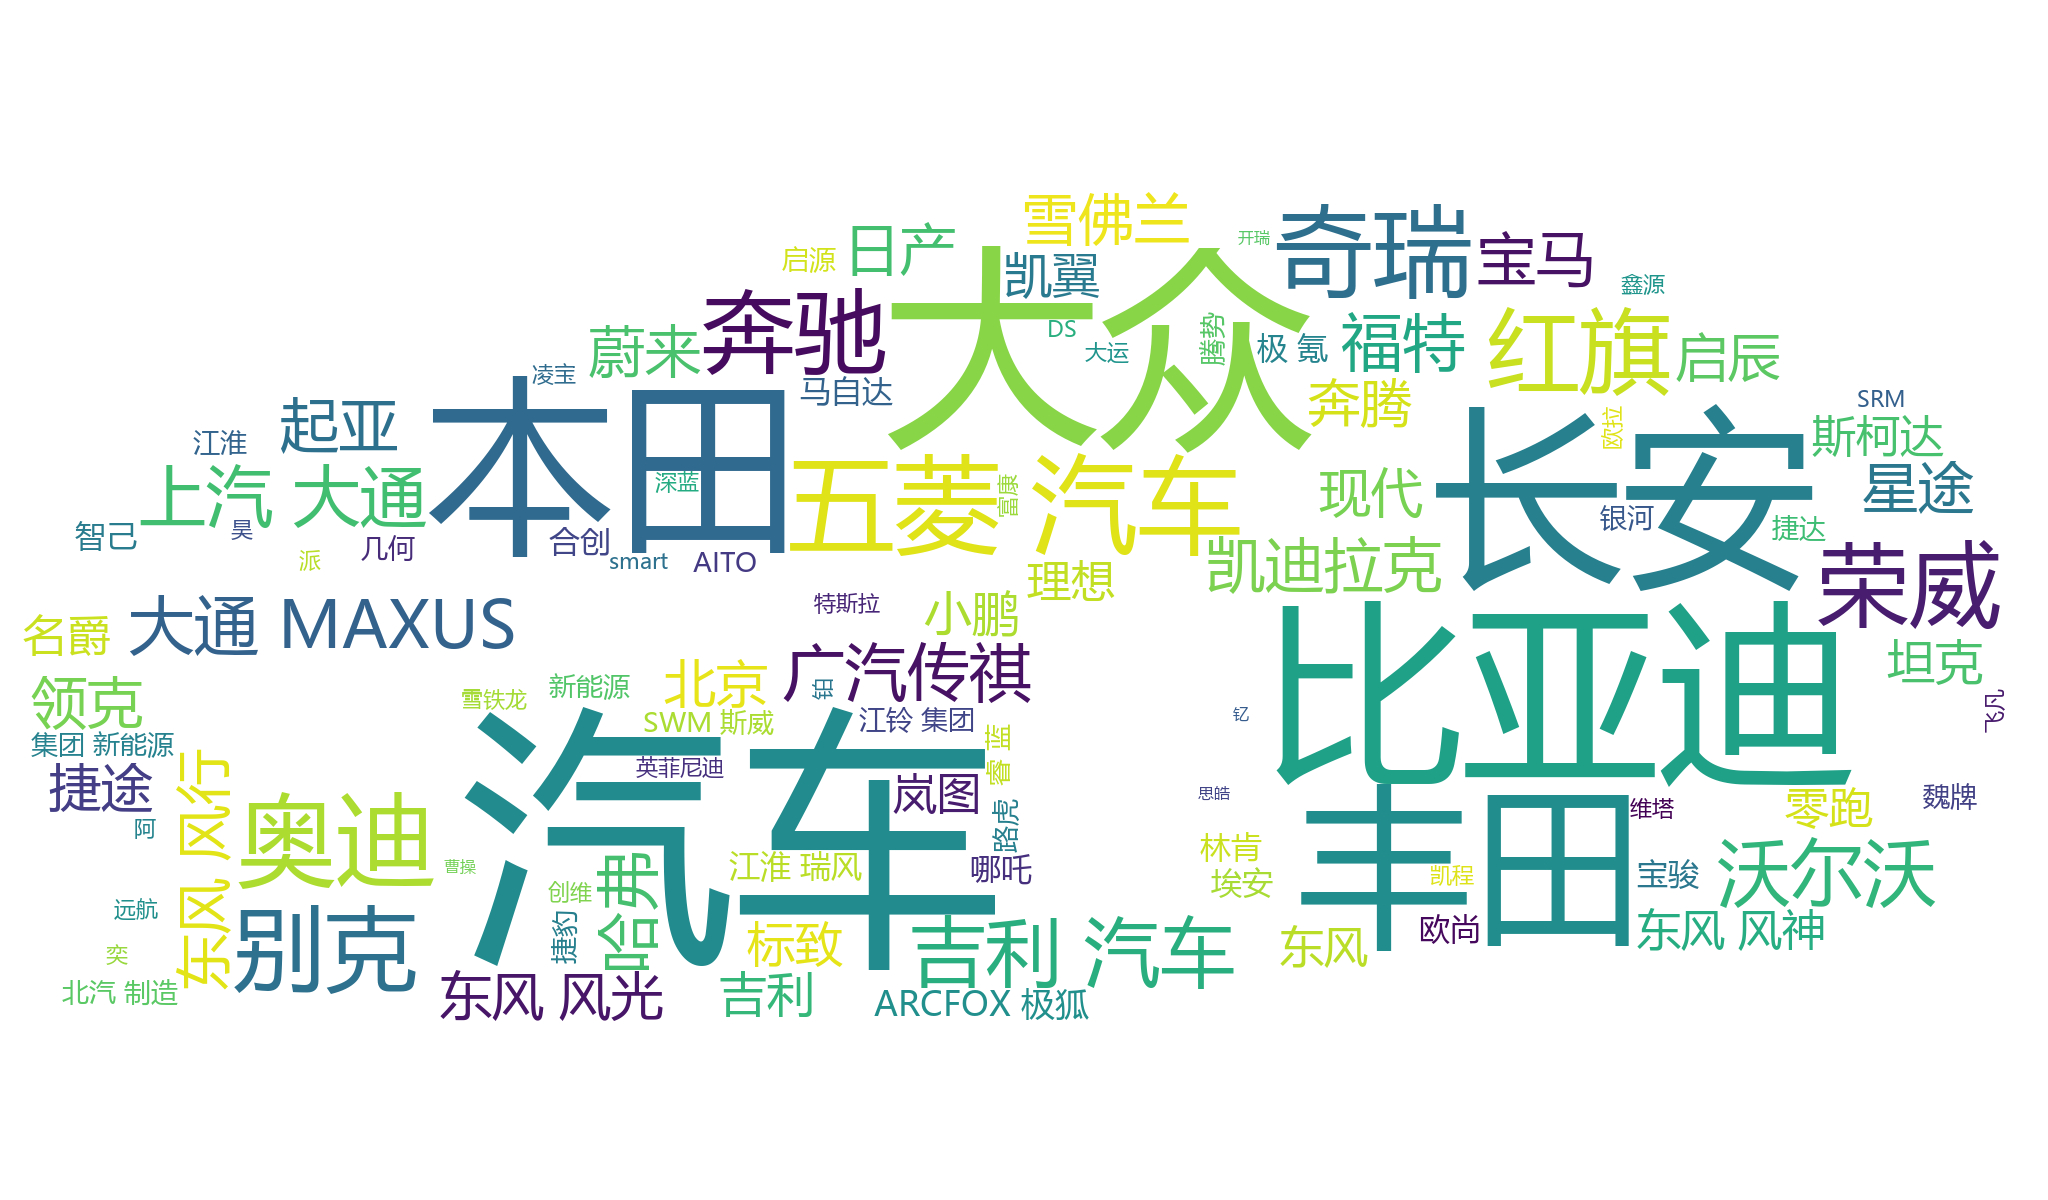 雪佛兰
奇瑞
日产
开瑞
宝马
启源
凯翼
鑫源
大众
奔驰
DS
腾势
红旗
福特
蔚来
大运
极 氪
启辰
凌宝
马自达
奔腾
SRM
起亚
本田
长安
欧拉
斯柯达
江淮
五菱 汽车
上汽 大通
深蓝
富康
现代
星途
智己
昊
几何
合创
银河
捷达
派
smart
AITO
凯迪拉克
荣威
理想
特斯拉
小鹏
名爵
大通 MAXUS
比亚迪
广汽传祺
坦克
北京
领克
雪铁龙
新能源
钼
飞凡
SWM 斯威
江铃 集团
钇
集团 新能源
汽车
睿 蓝
捷途
英菲尼迪
东风 风行
奥迪
岚图
思皓
丰田
维塔
零跑
魏牌
阿
路虎
林肯
沃尔沃
曹操
江淮 瑞风
哪吒
哈弗
创维
埃安
凯程
宝骏
远航
别克
捷豹
标致
吉利 汽车
东风
欧尚
东风 风神
奕
北汽 制造
东风 风光
吉利
ARCFOX 极狐